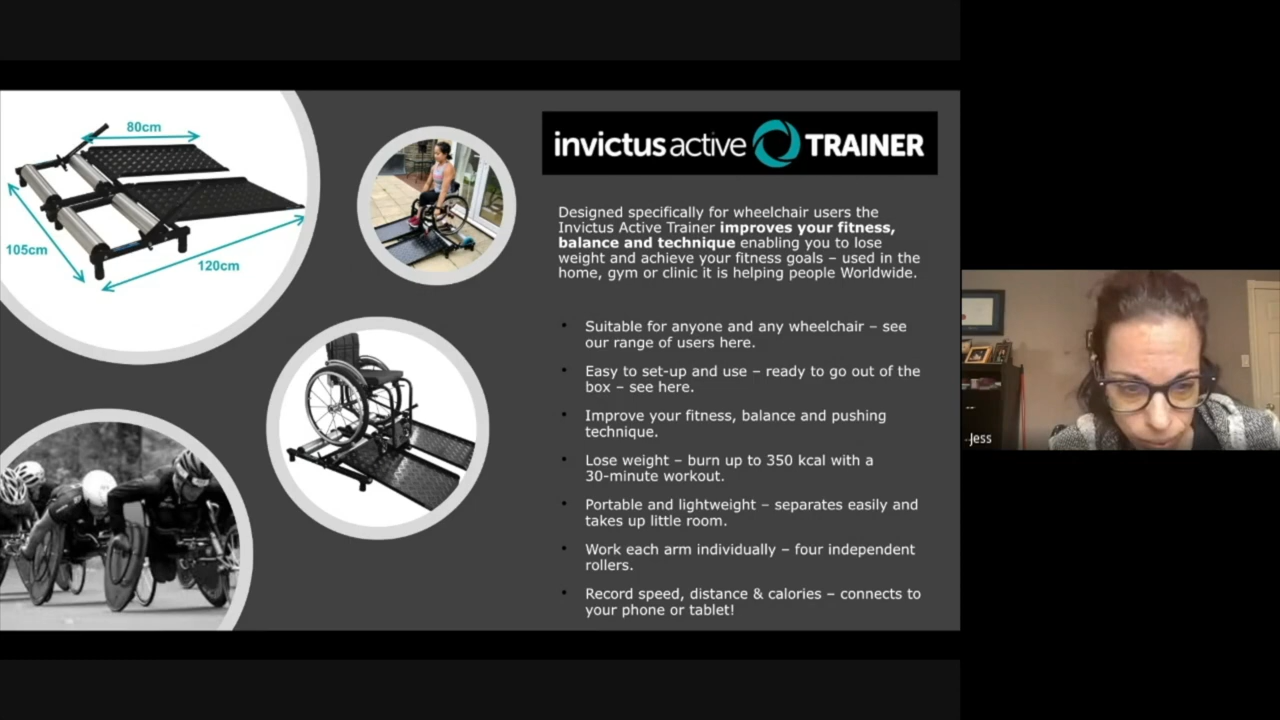 80cm
105cm
120cm
invictus active TRAINER
Designed specifically for wheelchair users the
Invictus Active Trainer improves your fitness,
balance and technique enabling you to lose
weight and achieve your fitness goals – used in the
home, gym or clinic it is helping people Worldwide.
• Suitable for anyone and any wheelchair – see
our range of users here.
• Easy to set-up and use – ready to go out of the
box – see here.
• Improve your fitness, balance and pushing
technique.
• Lose weight – burn up to 350 kcal with a
30-minute workout.
• Portable and lightweight – separates easily and
takes up little room.
• Work each arm individually – four independent
rollers.
• Record speed, distance & calories – connects to
your phone or tablet!
Jess